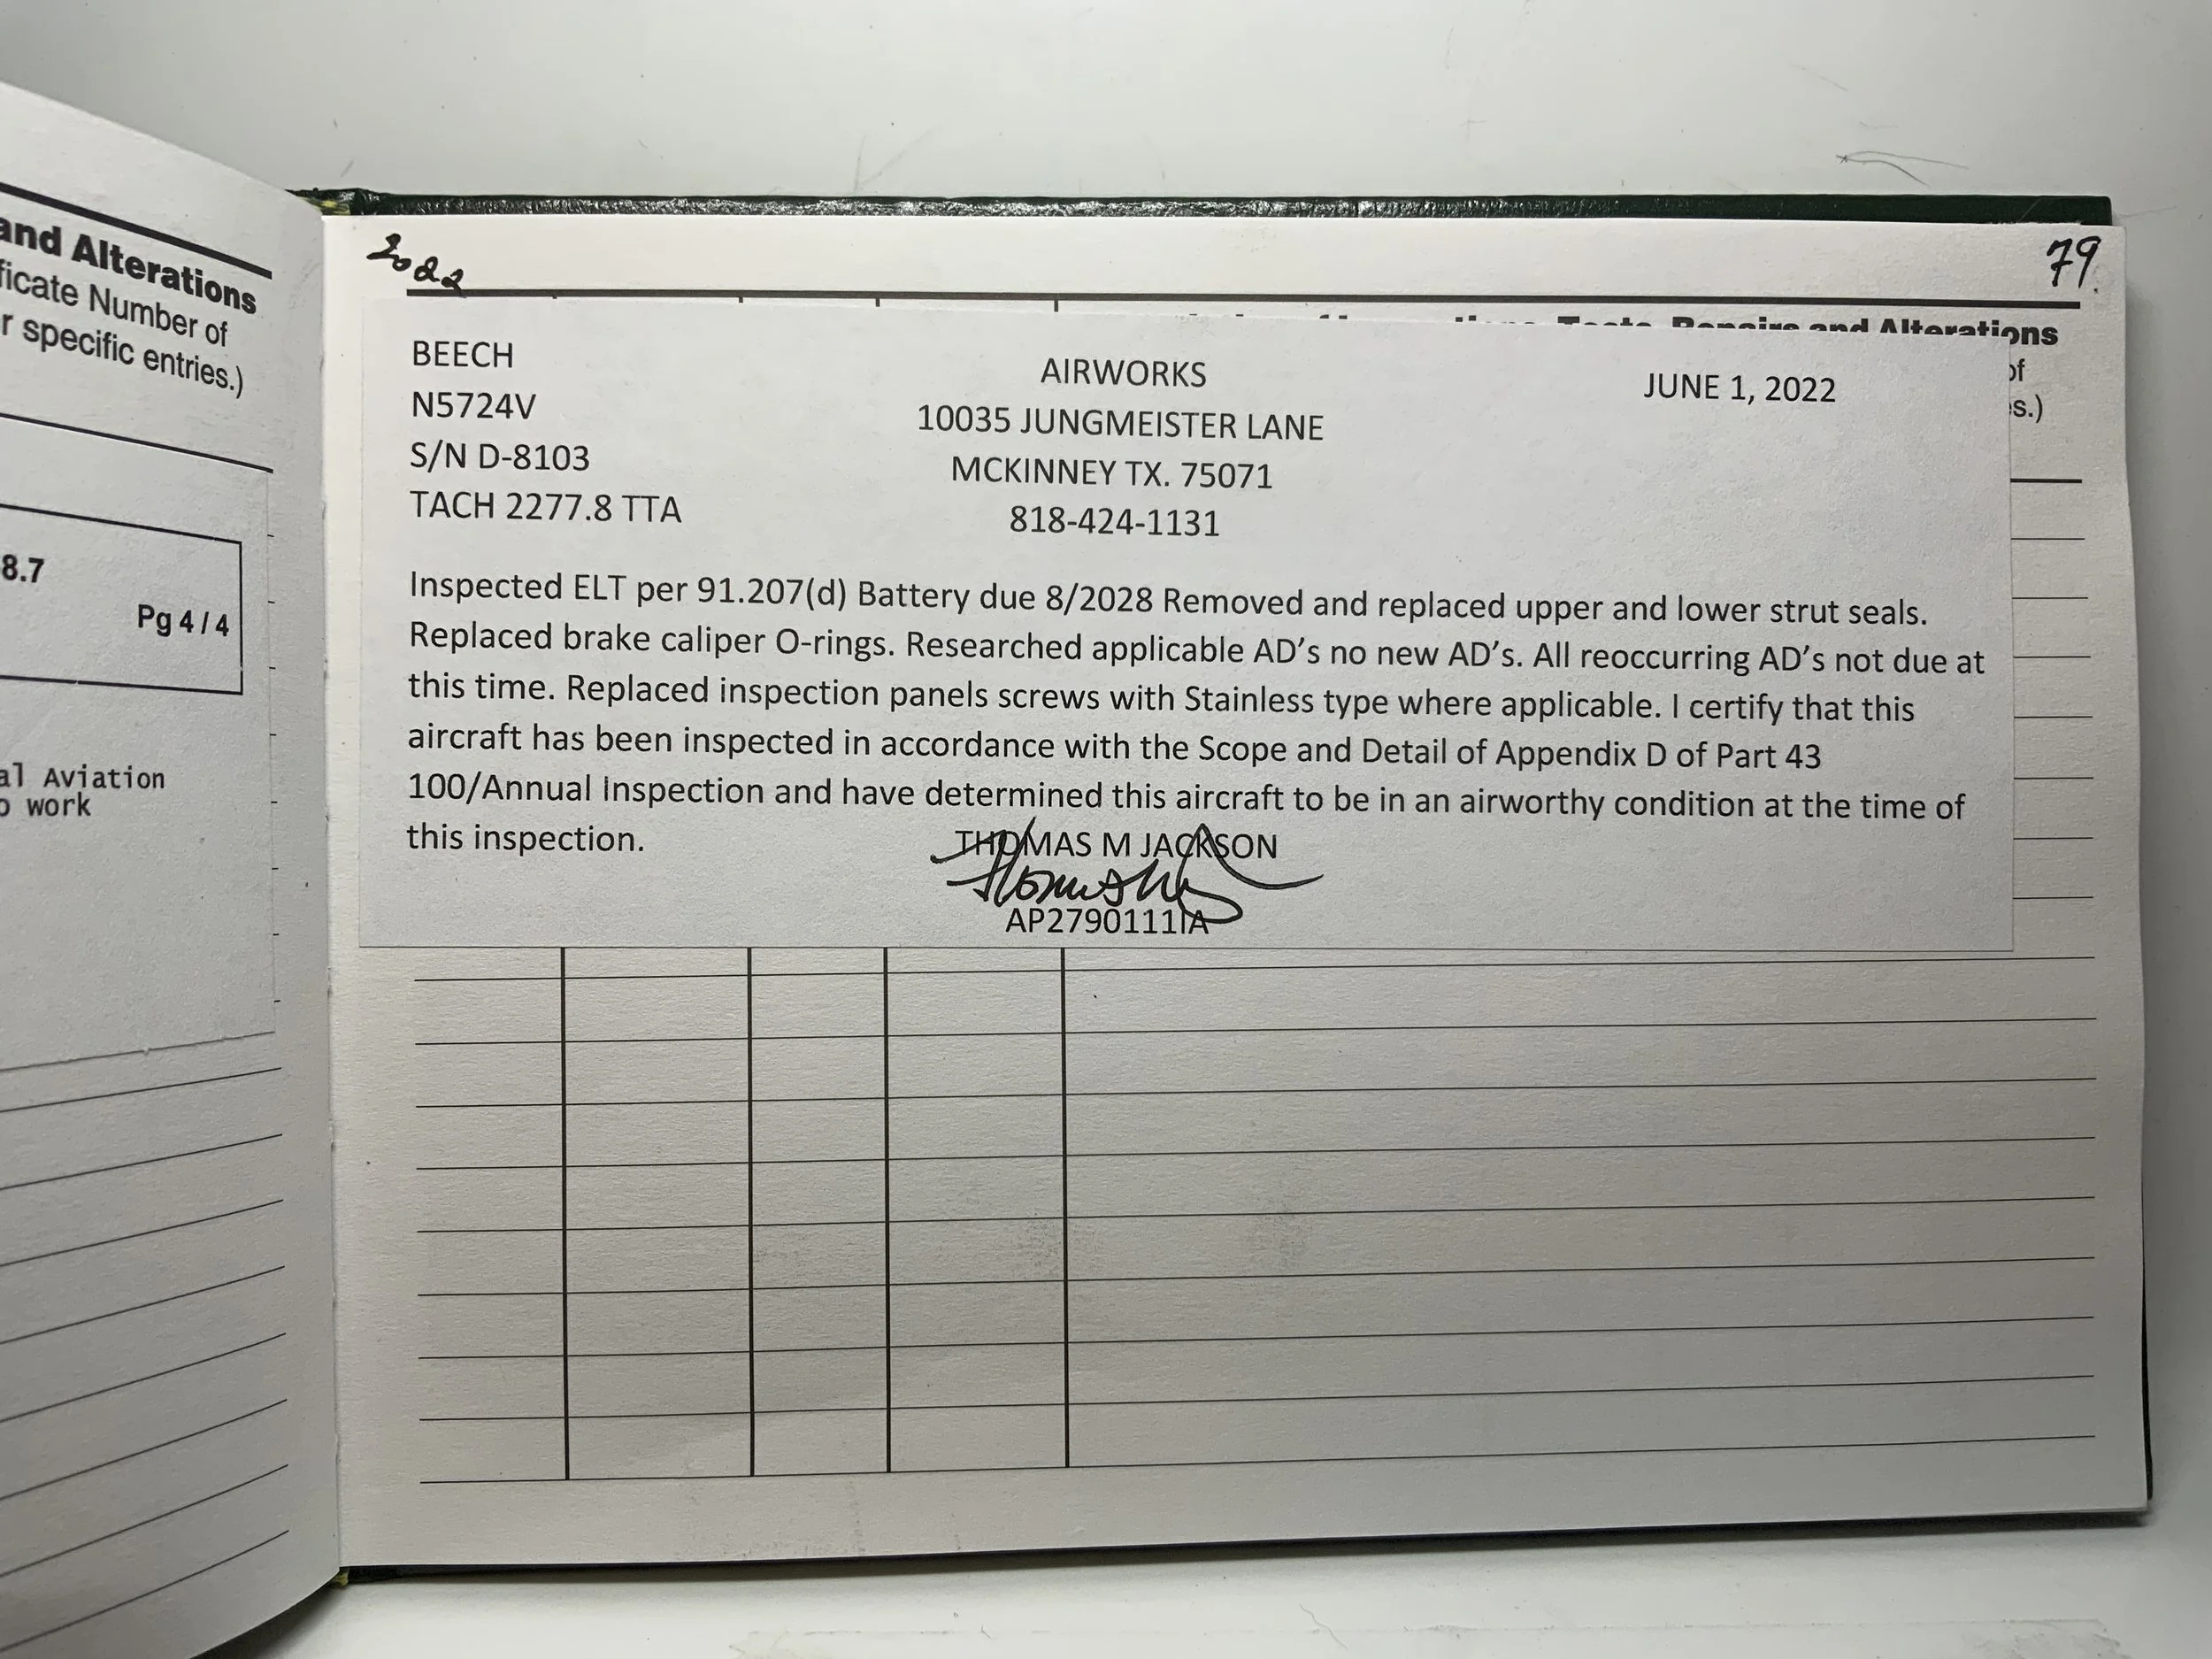 and Alterations
ficate Number of
r specific entries.)
8.7
Pg 4 / 4
al Aviation
o work
2022
79.
Tests, Repairs and Alterations
of
s.)
BEECH
N5724V
S/N D-8103
TACH 2277.8 TTA
AIRWORKS
10035 JUNGMEISTER LANE
MCKINNEY TX. 75071
818-424-1131
JUNE 1, 2022
Inspected ELT per 91.207(d) Battery due 8/2028 Removed and replaced upper and lower strut seals.
Replaced brake caliper O-rings. Researched applicable AD’s no new AD’s. All reoccurring AD’s not due at
this time. Replaced inspection panels screws with Stainless type where applicable. I certify that this
aircraft has been inspected in accordance with the Scope and Detail of Appendix D of Part 43
100/Annual Inspection and have determined this aircraft to be in an airworthy condition at the time of
this inspection.
THOMAS M JACKSON
AP2790111IA